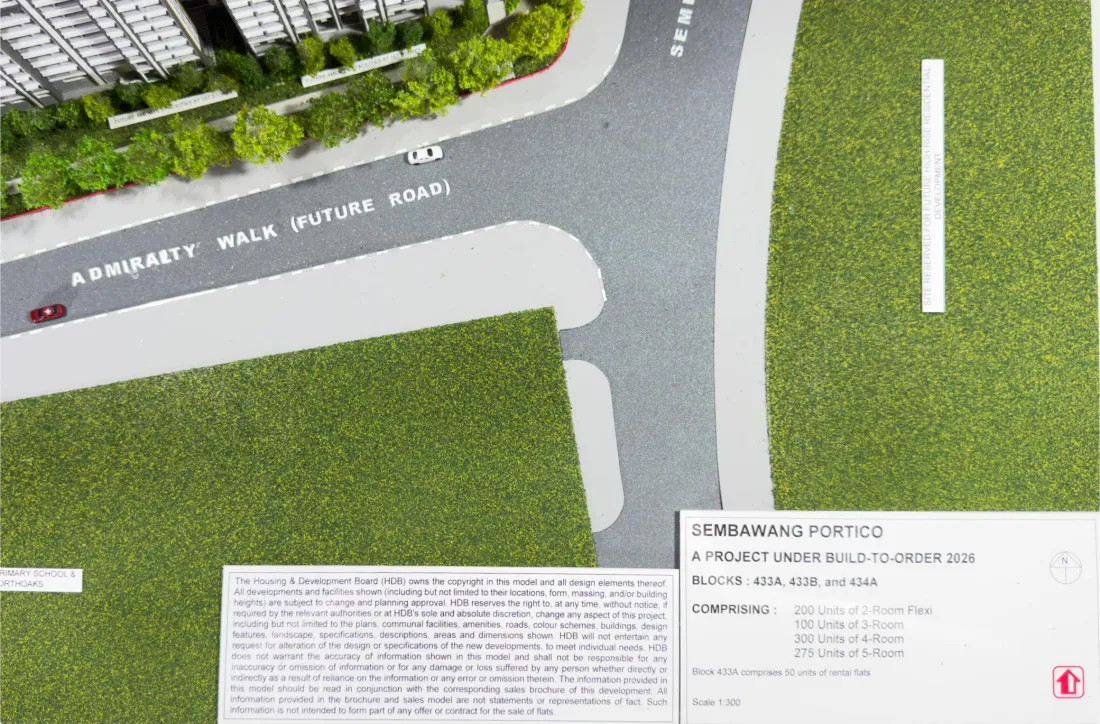 SEM
ADMIRALTY WALK (FUTURE ROAD)
SITE RESERVED FOR FUTURE HIGH-RISE RESIDENTIAL
DEVELOPMENT
RIMARY SCHOOL &
ORTHOAKS
The Housing & Development Board (HDB) owns the copyright in this model and all design elements thereof.
All developments and facilities shown (including but not limited to their locations, form, massing, and/or building
heights) are subject to change and planning approval. HDB reserves the right to, at any time, without notice, if
required by the relevant authorities or at HDB's sole and absolute discretion, change any aspect of this project,
including but not limited to the plans, communal facilities, amenities, roads, colour schemes, buildings, design
features, landscape, specifications, descriptions, areas and dimensions shown. HDB will not entertain any
request for alteration of the design or specifications of the new developments, to meet individual needs. HDB
does not warrant the accuracy of information shown in this model and shall not be responsible for any
inaccuracy or omission of information or for any damage or loss suffered by any person whether directly or
indirectly as a result of reliance on the information or any error or omission therein. The information provided in
this model should be read in conjunction with the corresponding sales brochure of this development. All
information provided in the brochure and sales model are not statements or representations of fact. Such
information is not intended to form part of any offer or contract for the sale of flats.
SEMBAWANG PORTICO
A PROJECT UNDER BUILD-TO-ORDER 2026
N
BLOCKS : 433A, 433B, and 434A
COMPRISING : 200 Units of 2-Room Flexi
100 Units of 3-Room
300 Units of 4-Room
275 Units of 5-Room
Block 433A comprises 50 units of rental flats
Scale 1:300